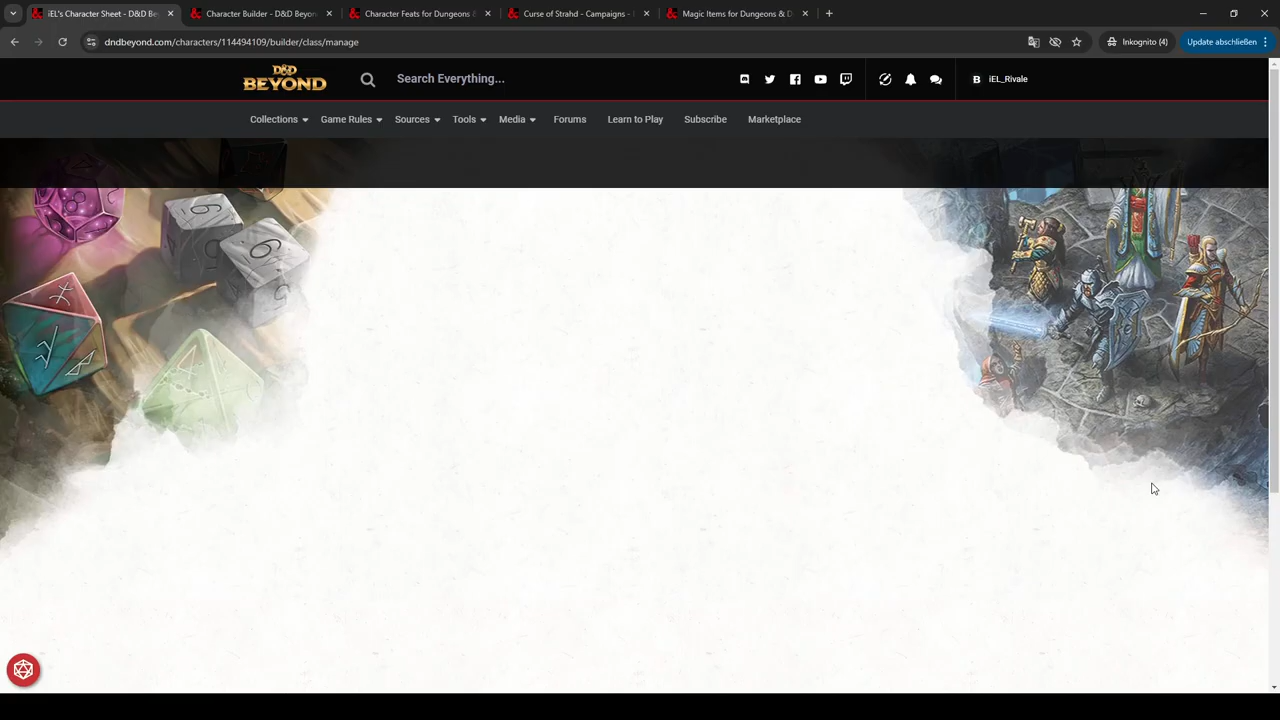 iEL's Character Sheet - D&D Be
Character Builder - D&D Beyon
Character Feats for Dungeons &
Curse of Strahd - Campaigns -
Magic Items for Dungeons & D
dndbeyond.com/characters/114494109/builder/class/manage
Inkognito (4)
Update abschließen
D&D
BEYOND
Search Everything...
B iEL_Rivale
Collections
Game Rules
Sources
Tools
Media
Forums
Learn to Play
Subscribe
Marketplace